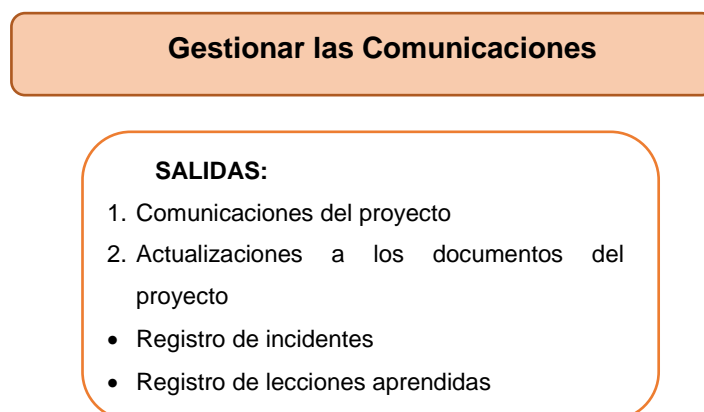 Gestionar las Comunicaciones
SALIDAS:
1. Comunicaciones del proyecto
2. Actualizaciones a los documentos del
proyecto
• Registro de incidentes
• Registro de lecciones aprendidas